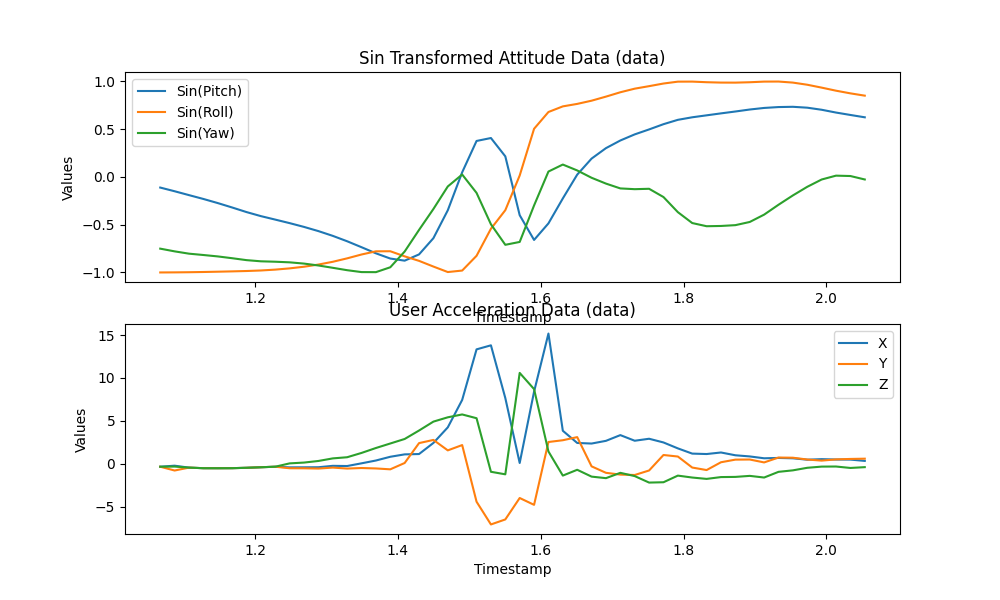 Sin Transformed Attitude Data (data)
Values
1.0
0.5
0.0
−0.5
−1.0
Sin(Pitch)
Sin(Roll)
Sin(Yaw)
1.2 1.4 1.6 1.8 2.0
Timestamp
User Acceleration Data (data)
Values
15
10
5
0
−5
X
Y
Z
1.2 1.4 1.6 1.8 2.0
Timestamp